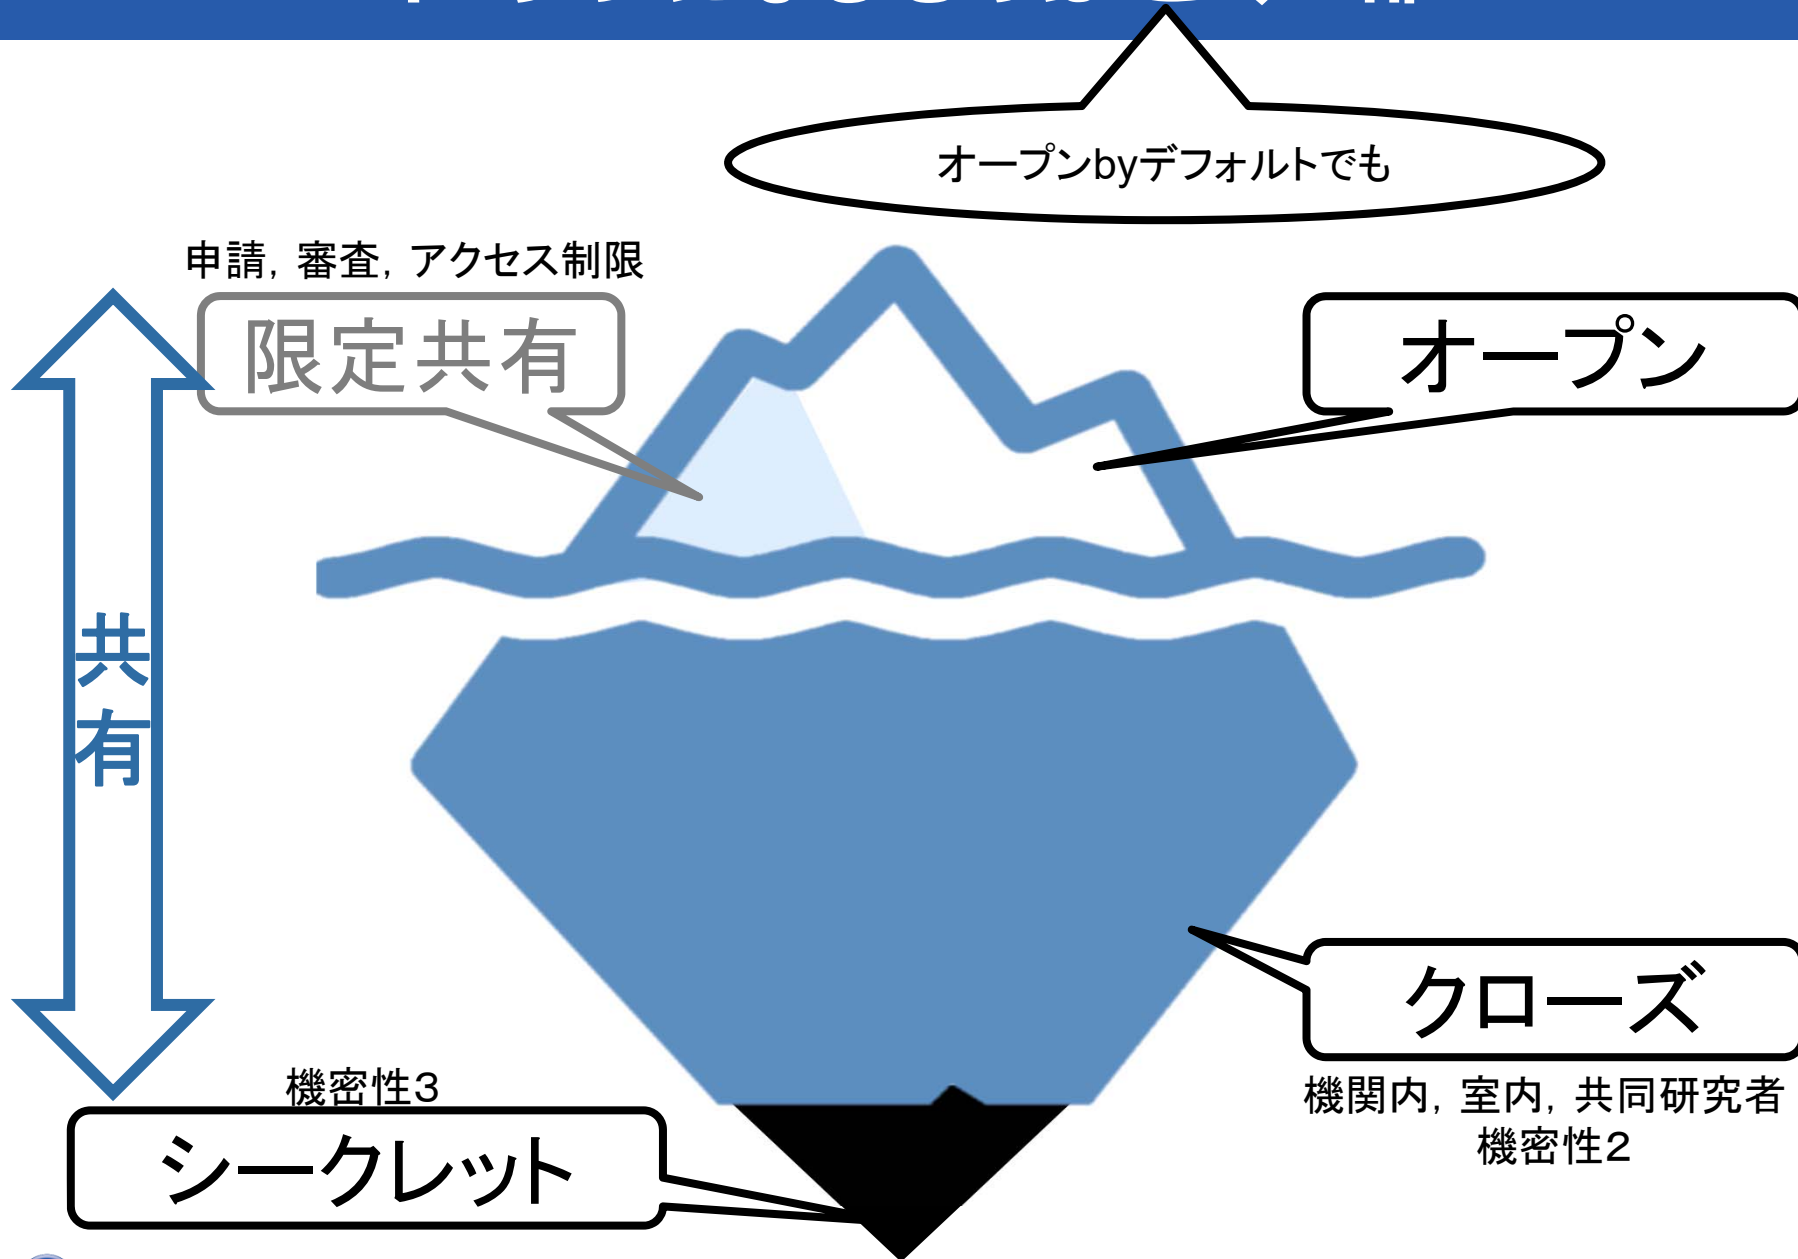 オープンbyデフォルトでも
申請, 審査, アクセス制限
限定共有
オープン
共有
クローズ
機関内, 室内, 共同研究者
機密性2
機密性3
シークレット